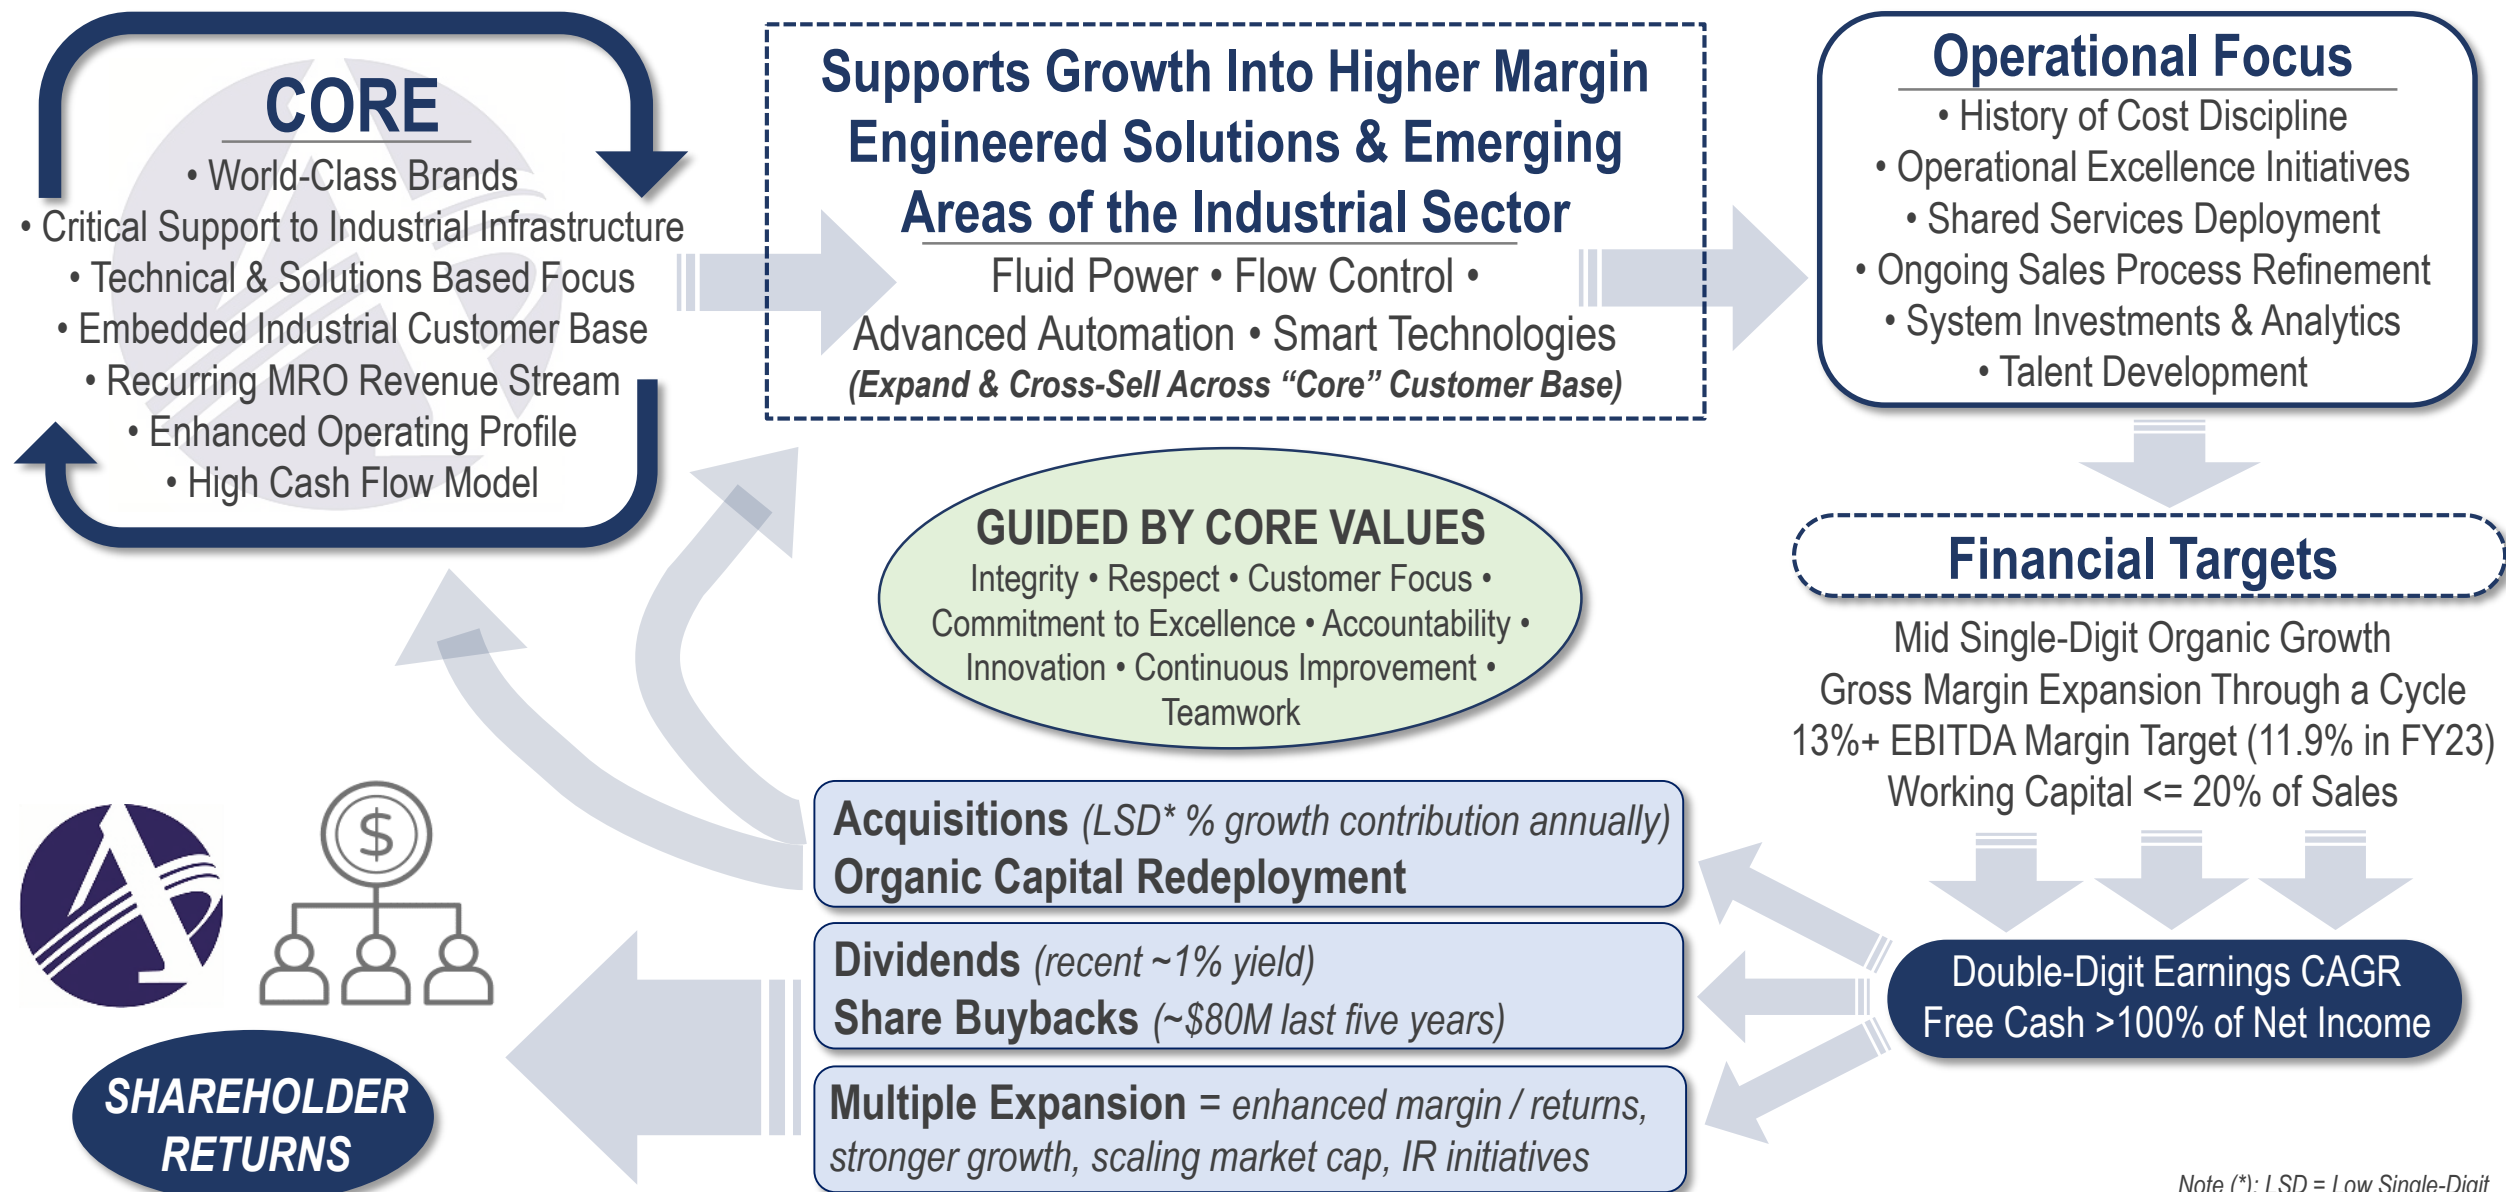 CORE
• World-Class Brands
• Critical Support to Industrial Infrastructure
• Technical & Solutions Based Focus
• Embedded Industrial Customer Base
• Recurring MRO Revenue Stream
• Enhanced Operating Profile
• High Cash Flow Model
Supports Growth Into Higher Margin
Engineered Solutions & Emerging
Areas of the Industrial Sector
Fluid Power • Flow Control •
Advanced Automation • Smart Technologies
(Expand & Cross-Sell Across “Core” Customer Base)
Operational Focus
• History of Cost Discipline
• Operational Excellence Initiatives
• Shared Services Deployment
• Ongoing Sales Process Refinement
• System Investments & Analytics
• Talent Development
GUIDED BY CORE VALUES
Integrity • Respect • Customer Focus •
Commitment to Excellence • Accountability •
Innovation • Continuous Improvement •
Teamwork
Financial Targets
Mid Single-Digit Organic Growth
Gross Margin Expansion Through a Cycle
13%+ EBITDA Margin Target (11.9% in FY23)
Working Capital <= 20% of Sales
Double-Digit Earnings CAGR
Free Cash >100% of Net Income
Acquisitions (LSD* % growth contribution annually)
Organic Capital Redeployment
Dividends (recent ~1% yield)
Share Buybacks (~$80M last five years)
Multiple Expansion = enhanced margin / returns,
stronger growth, scaling market cap, IR initiatives
$
SHAREHOLDER
RETURNS
Note (*): LSD = Low Single-Digit